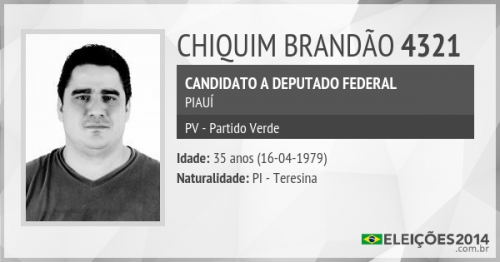 CHIQUIM BRANDÃO 4321
CANDIDATO A DEPUTADO FEDERAL
PIAUÍ
PV - Partido Verde
Idade: 35 anos (16-04-1979)
Naturalidade: PI - Teresina
ELEIÇÕES2014
.com.br